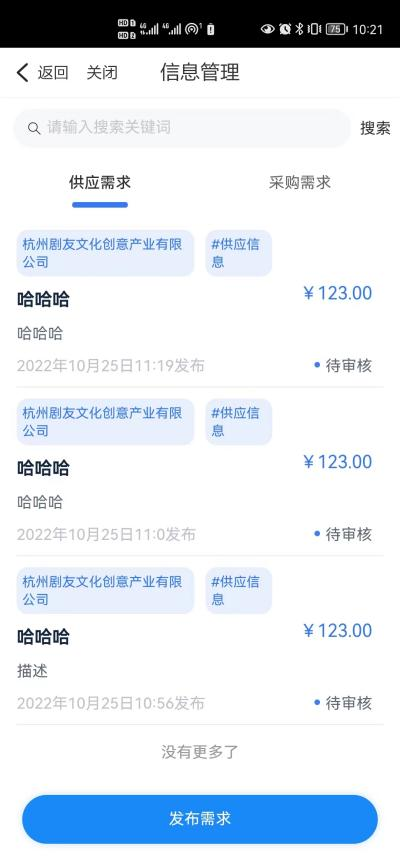 HD 1 4G 4G 1 75 10:21
HD 2
返回 关闭 信息管理
请输入搜索关键词 搜索
供应需求 采购需求
杭州剧友文化创意产业有限
公司
#供应信
息
哈哈哈
¥123.00
哈哈哈
2022年10月25日11:19发布 待审核
杭州剧友文化创意产业有限
公司
#供应信
息
哈哈哈
¥123.00
哈哈哈
2022年10月25日11:0发布 待审核
杭州剧友文化创意产业有限
公司
#供应信
息
哈哈哈
¥123.00
描述
2022年10月25日10:56发布 待审核
没有更多了
发布需求